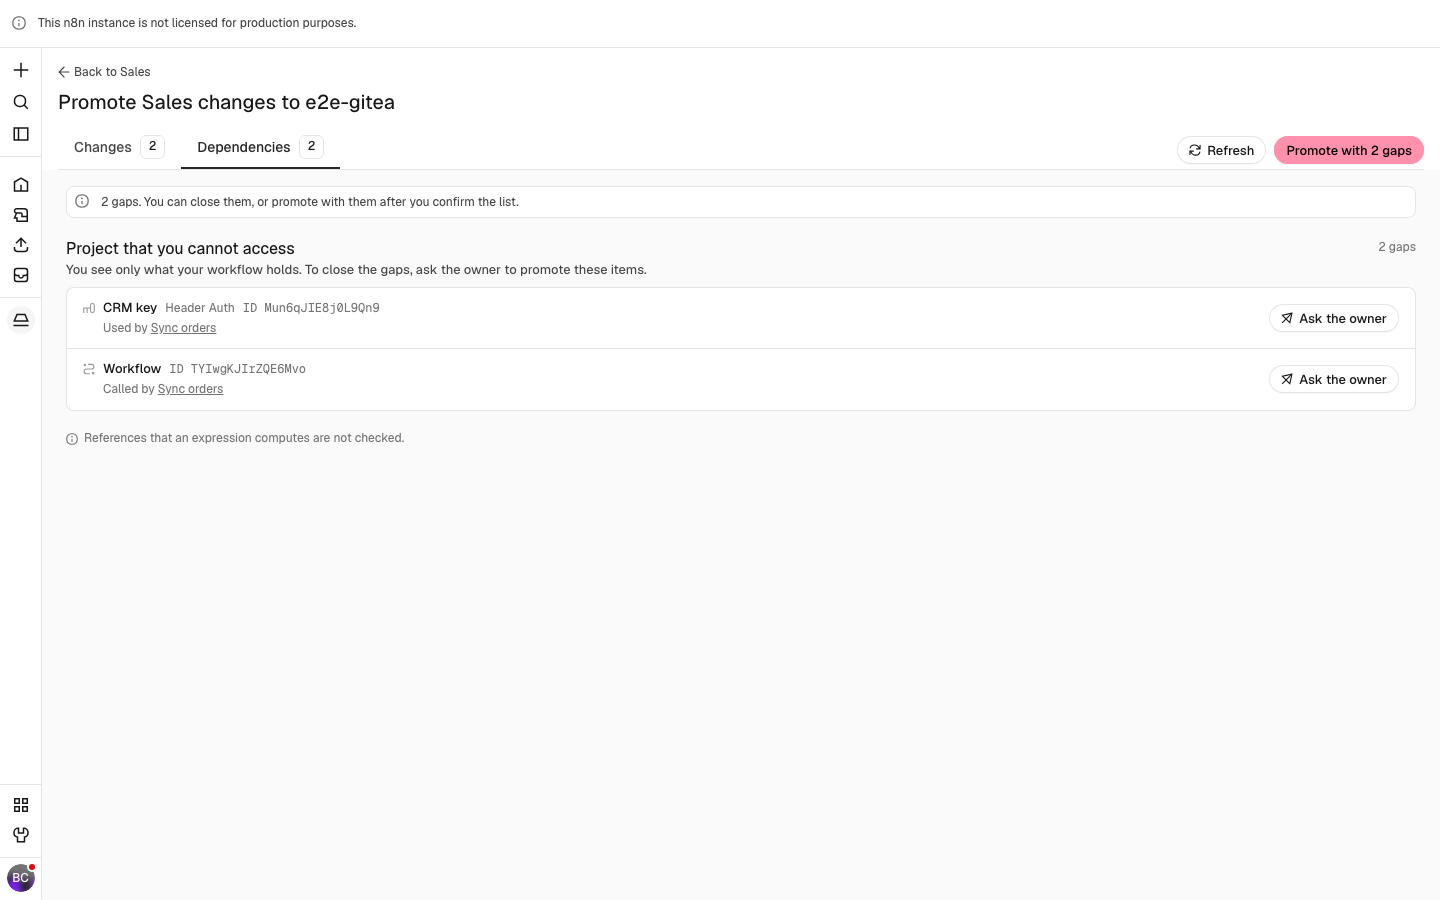 This n8n instance is not licensed for production purposes.
Back to Sales
Promote Sales changes to e2e-gitea
Changes 2
Dependencies 2
Refresh
Promote with 2 gaps
2 gaps. You can close them, or promote with them after you confirm the list.
Project that you cannot access
2 gaps
You see only what your workflow holds. To close the gaps, ask the owner to promote these items.
CRM key Header Auth ID Mun6qJIE8j0L9Qn9
Used by Sync orders
Ask the owner
Workflow ID TYIwgKJIrZQE6Mvo
Called by Sync orders
Ask the owner
References that an expression computes are not checked.
BC